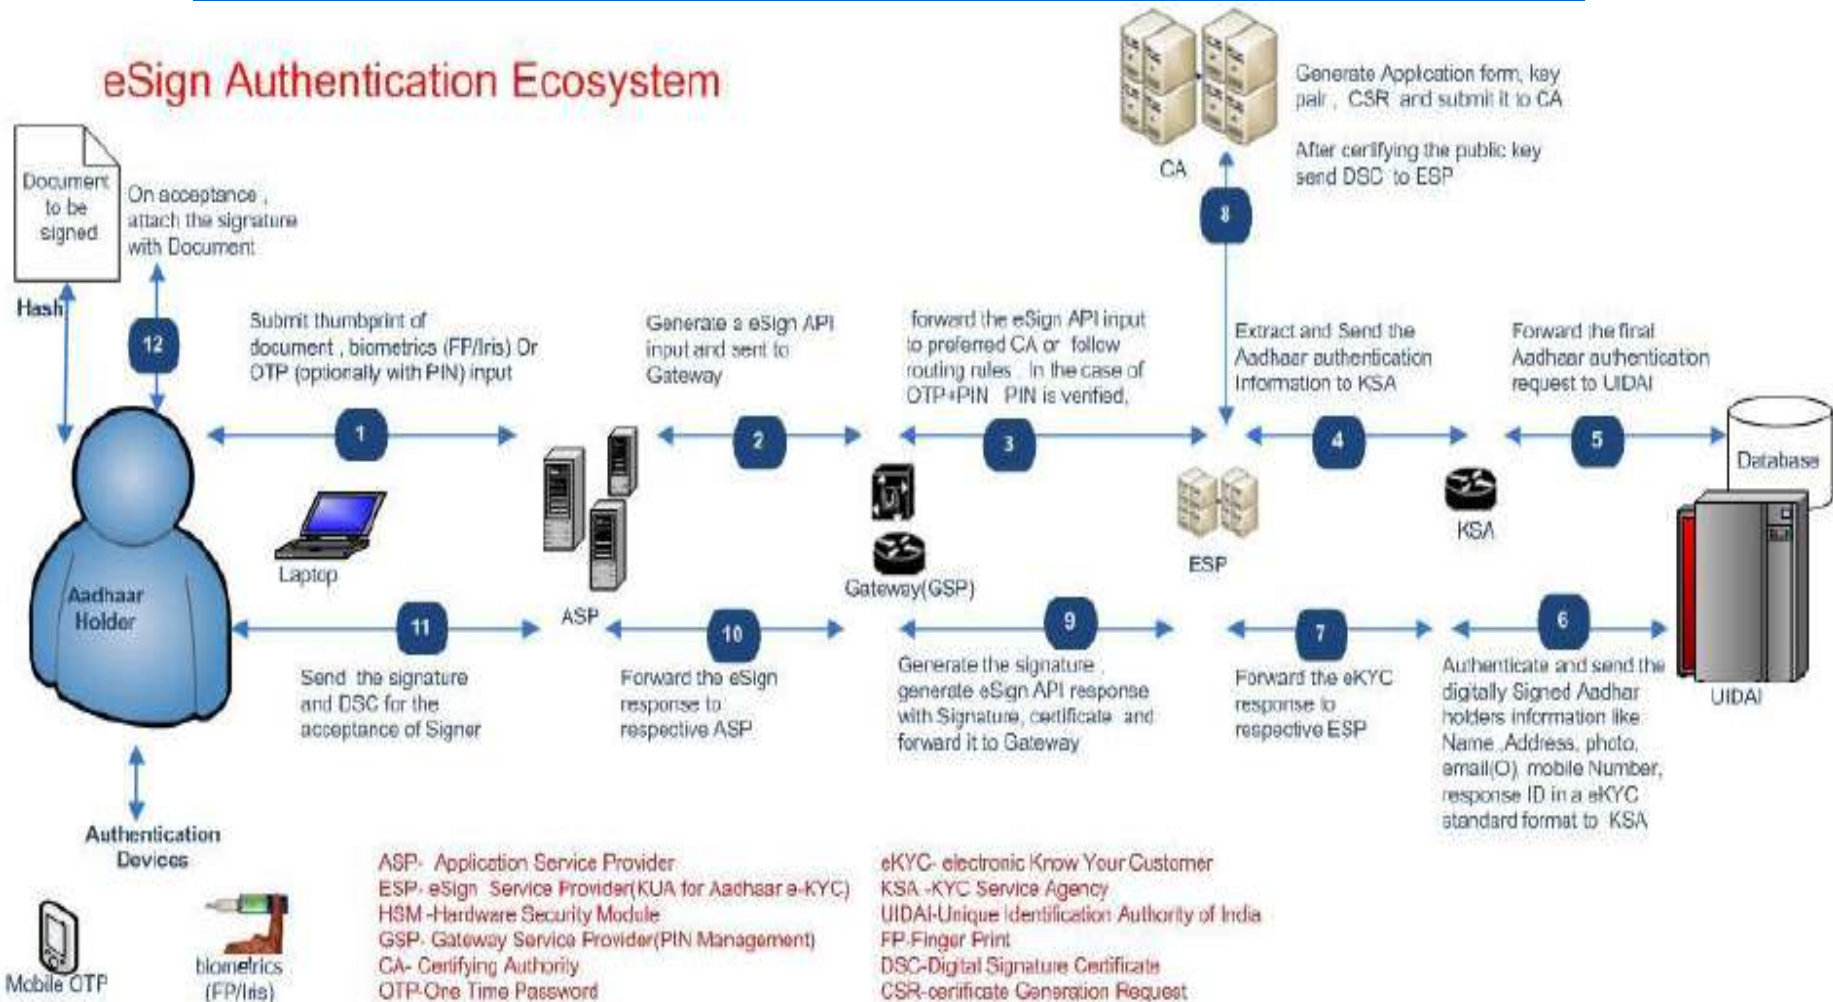 eSign Authentication Ecosystem
Generate Application form, key
pair , CSR and submit it to CA
After certifying the public key
send DSC to ESP
CA
8
Document
to be
signed
On acceptance ,
attach the signature
with Document
Hash
12
Submit thumbprint of
document , biometrics (FP/Iris) Or
OTP (optionally with PIN) input
Generate a eSign API
input and sent to
Gateway
forward the eSign API input
to preferred CA or follow
routing rules . In the case of
OTP+PIN PIN is verified,
Extract and Send the
Aadhaar authentication
Information to KSA
Forward the final
Aadhaar authentication
request to UIDAI
1
2
3
4
5
Database
Laptop
ASP
Gateway(GSP)
ESP
KSA
UIDAI
Aadhaar
Holder
11
10
9
7
6
Send the signature
and DSC for the
acceptance of Signer
Forward the eSign
response to
respective ASP
Generate the signature ,
generate eSign API response
with Signature, certificate and
forward it to Gateway
Forward the eKYC
response to
respective ESP
Authenticate and send the
digitally Signed Aadhar
holders information like
Name ,Address, photo,
email(O), mobile Number,
response ID in a eKYC
standard format to KSA
Authentication
Devices
Mobile OTP
biometrics
(FP/Iris)
ASP- Application Service Provider
ESP- eSign Service Provider(KUA for Aadhaar e-KYC)
HSM -Hardware Security Module
GSP- Gateway Service Provider(PIN Management)
CA- Certifying Authority
OTP-One Time Password
eKYC- electronic Know Your Customer
KSA -KYC Service Agency
UIDAI-Unique Identification Authority of India
FP-Finger Print
DSC-Digital Signature Certificate
CSR-certificate Generation Request